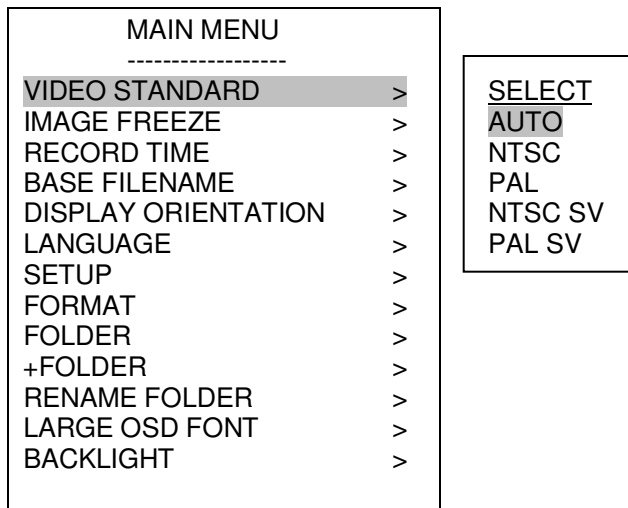 MAIN MENU
------------------
VIDEO STANDARD >
IMAGE FREEZE >
RECORD TIME >
BASE FILENAME >
DISPLAY ORIENTATION >
LANGUAGE >
SETUP >
FORMAT >
FOLDER >
+FOLDER >
RENAME FOLDER >
LARGE OSD FONT >
BACKLIGHT >
SELECT
AUTO
NTSC
PAL
NTSC SV
PAL SV